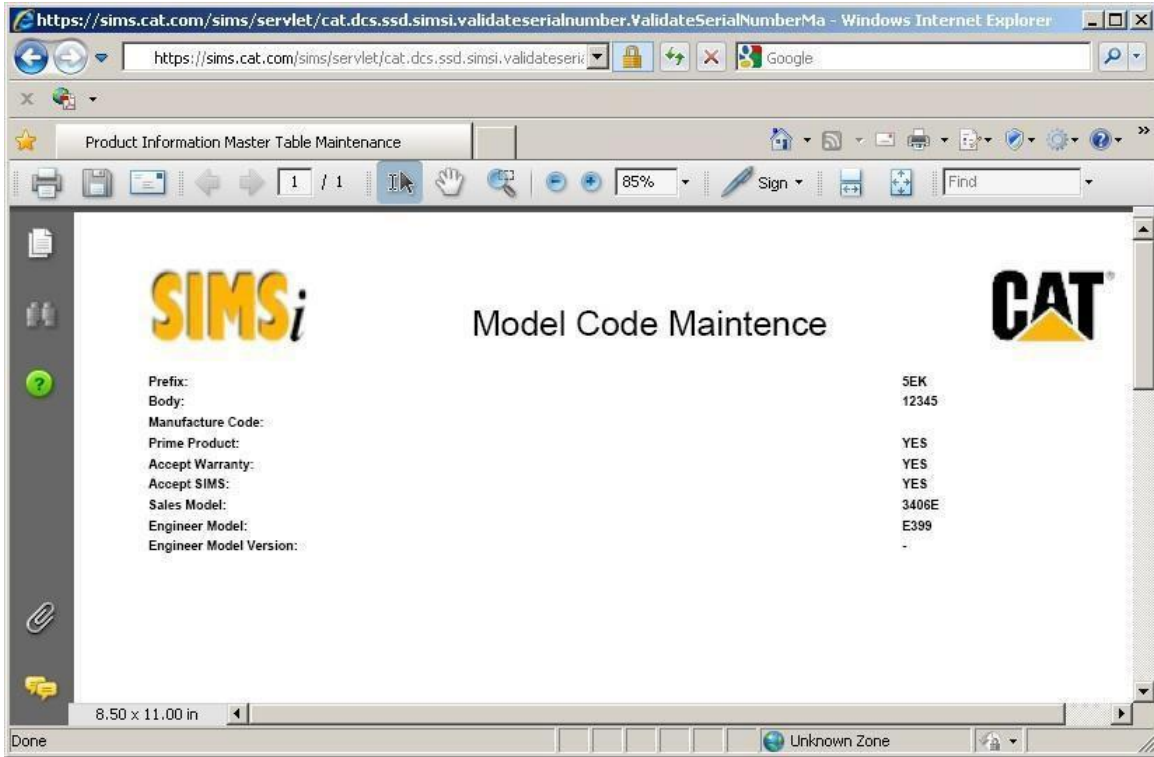 https://sims.cat.com/sims/servlet/cat.dcs.ssd.simsi.validateserialnumber.ValidateSerialNumberMa - Windows Internet Explorer
https://sims.cat.com/sims/servlet/cat.dcs.ssd.simsi.validateseria Google
Product Information Master Table Maintenance
1 / 1 85% Sign Find
SIMSi Model Code Maintence CAT®
Prefix: 5EK
Body: 12345
Manufacture Code:
Prime Product: YES
Accept Warranty: YES
Accept SIMS: YES
Sales Model: 3406E
Engineer Model: E399
Engineer Model Version: -
8.50 x 11.00 in
Done Unknown Zone